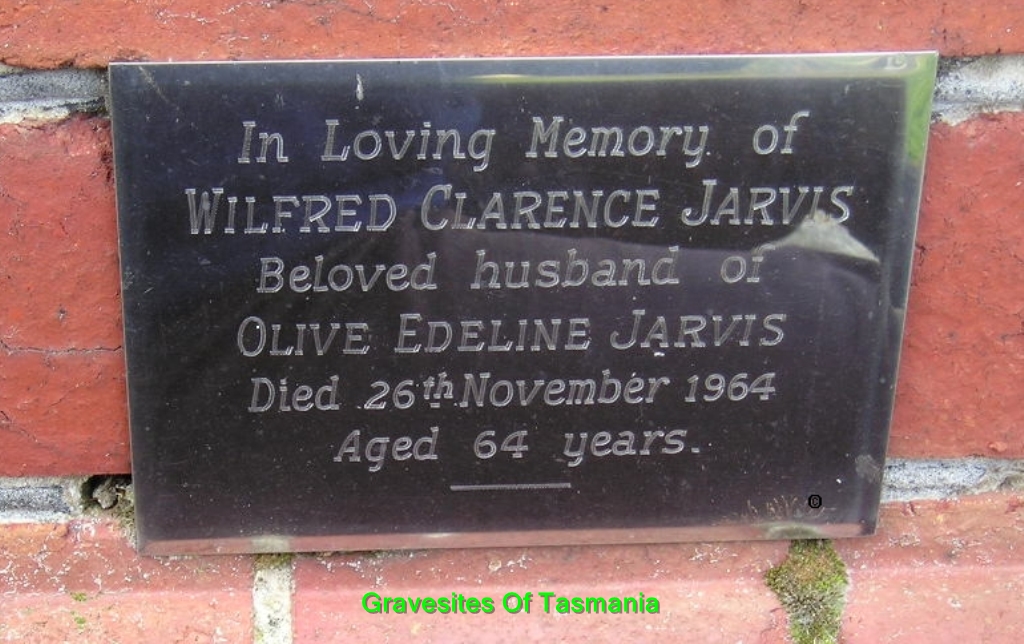 In Loving Memory of
WILFRED CLARENCE JARVIS
Beloved husband of
OLIVE EDELINE JARVIS
Died 26th November 1964
Aged 64 years.
©
Gravesites Of Tasmania